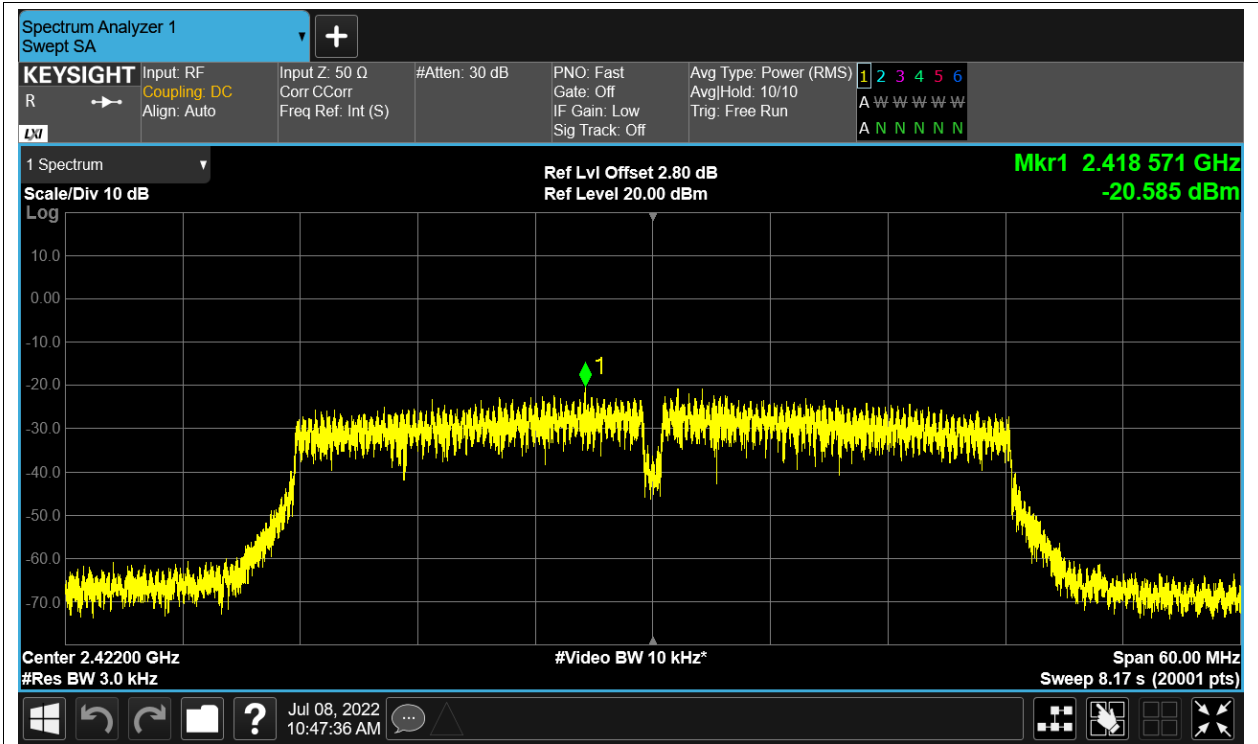 Spectrum Analyzer 1
Swept SA
+
KEYSIGHT
R
LXI
Input: RF
Coupling: DC
Align: Auto
Input Z: 50 Ω
Corr CCorr
Freq Ref: Int (S)
#Atten: 30 dB
PNO: Fast
Gate: Off
IF Gain: Low
Sig Track: Off
Avg Type: Power (RMS)
Avg|Hold: 10/10
Trig: Free Run
1 2 3 4 5 6
A W W W W W
A N N N N N
1 Spectrum
Scale/Div 10 dB
Log
Ref Lvl Offset 2.80 dB
Ref Level 20.00 dBm
Mkr1 2.418 571 GHz
-20.585 dBm
10.0
0.00
-10.0
-20.0
-30.0
-40.0
-50.0
-60.0
-70.0
1
Center 2.42200 GHz
#Res BW 3.0 kHz
#Video BW 10 kHz*
Span 60.00 MHz
Sweep 8.17 s (20001 pts)
?
Jul 08, 2022
10:47:36 AM